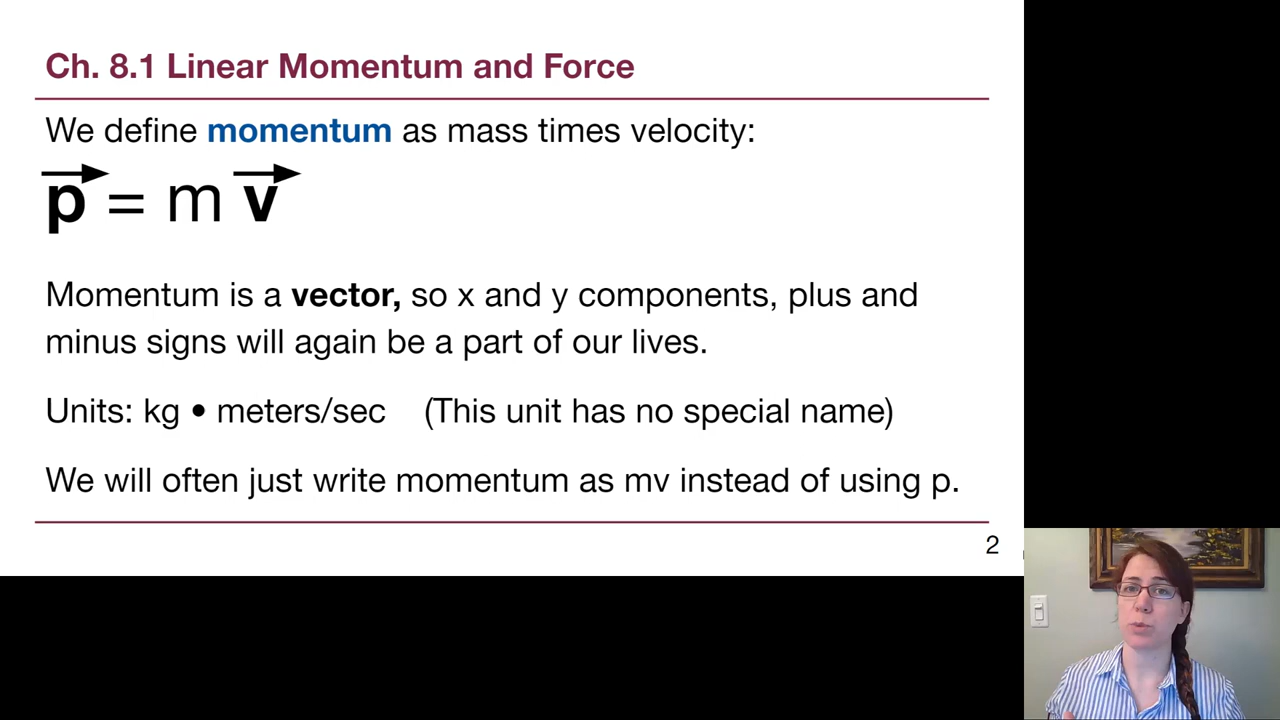 Ch. 8.1 Linear Momentum and Force
We define momentum as mass times velocity:
p = m v
Momentum is a vector, so x and y components, plus and
minus signs will again be a part of our lives.
Units: kg • meters/sec (This unit has no special name)
We will often just write momentum as mv instead of using p.
2